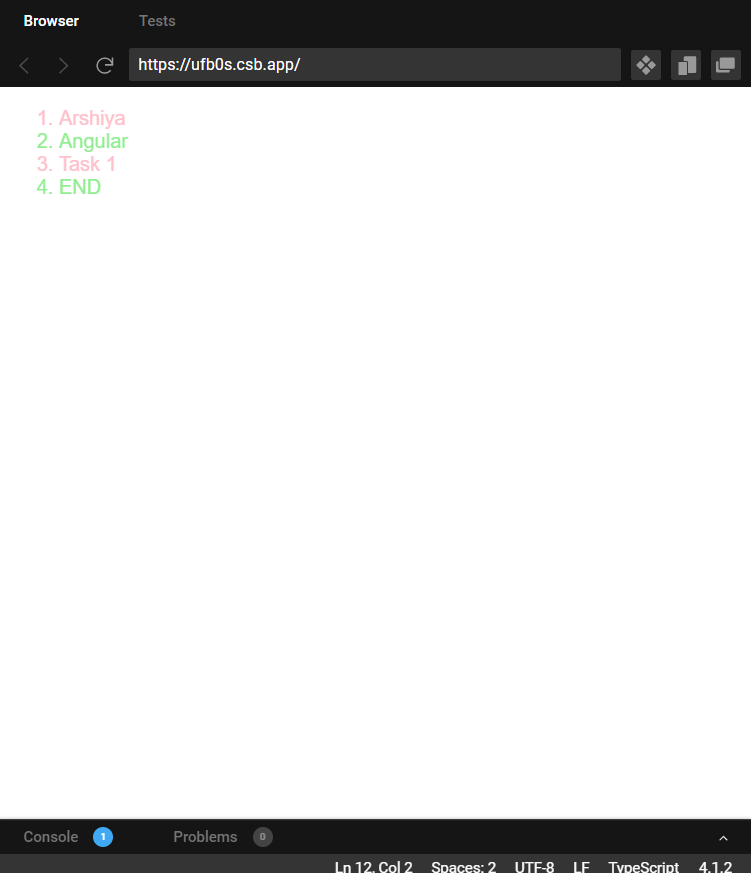 Browser Tests
https://ufb0s.csb.app/
1. Arshiya
2. Angular
3. Task 1
4. END
Console 1 Problems 0
Ln 12, Col 2 Spaces: 2 UTF-8 LF TypeScript 4.1.2